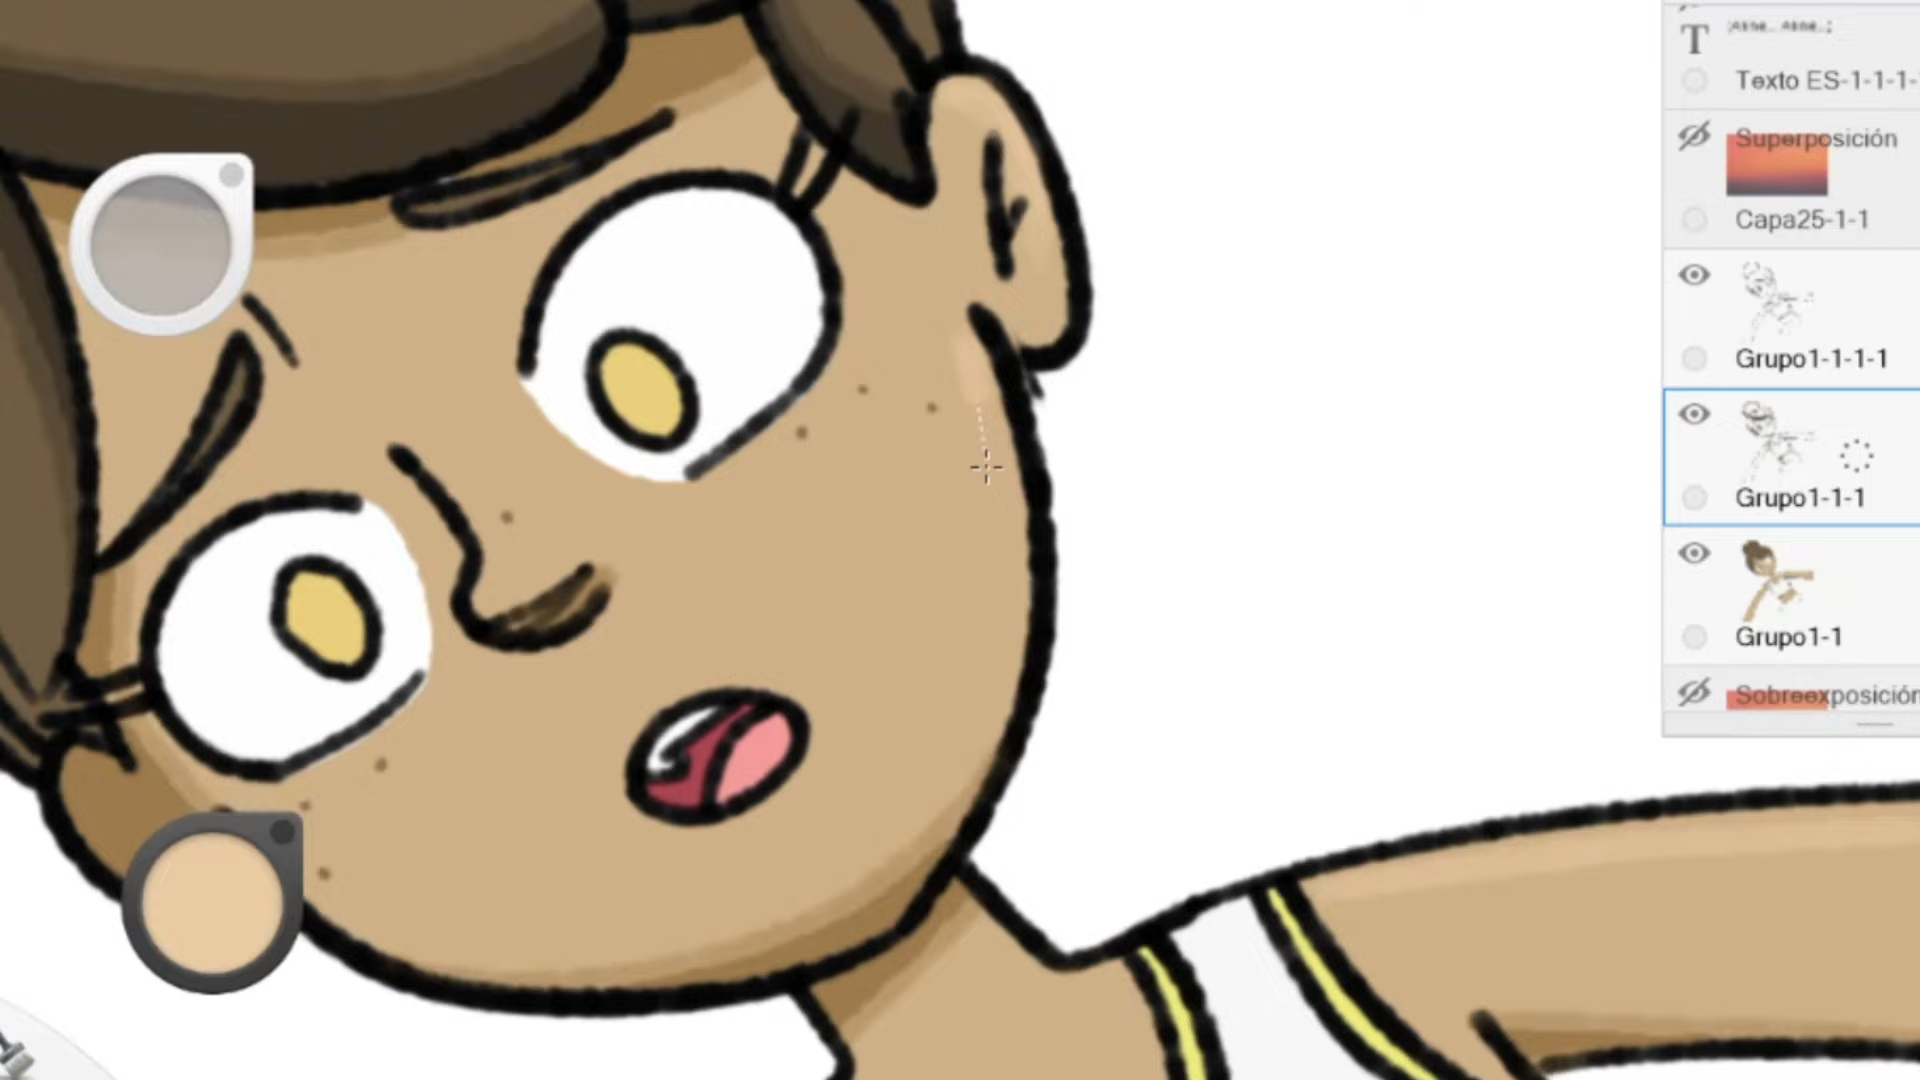 T
Texto ES-1-1-1-
Superposición
Capa25-1-1
Grupo1-1-1-1
Grupo1-1-1
Grupo1-1
Sobreexposición